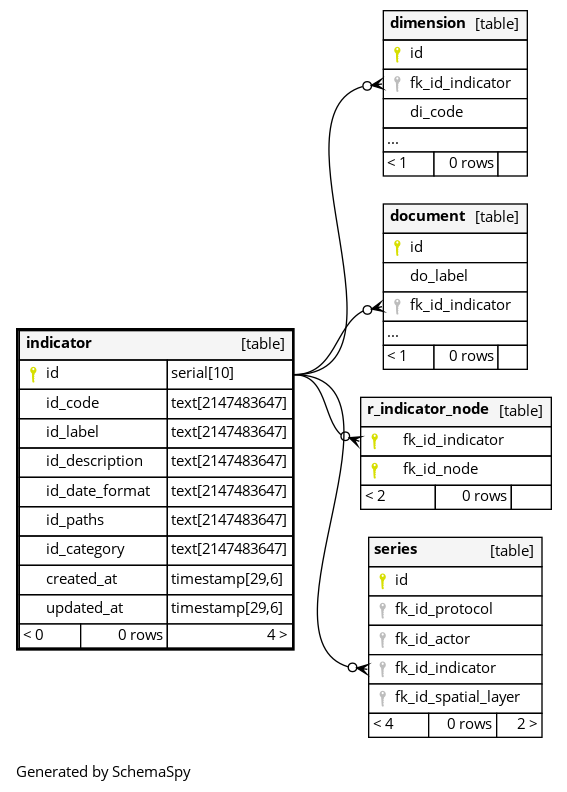 dimension [table]
id
fk_id_indicator
di_code
...
< 1 0 rows
document [table]
id
do_label
fk_id_indicator
...
< 1 0 rows
indicator [table]
id serial[10]
id_code text[2147483647]
id_label text[2147483647]
id_description text[2147483647]
id_date_format text[2147483647]
id_paths text[2147483647]
id_category text[2147483647]
created_at timestamp[29,6]
updated_at timestamp[29,6]
< 0 0 rows 4 >
r_indicator_node [table]
fk_id_indicator
fk_id_node
< 2 0 rows
series [table]
id
fk_id_protocol
fk_id_actor
fk_id_indicator
fk_id_spatial_layer
< 4 0 rows 2 >
Generated by SchemaSpy